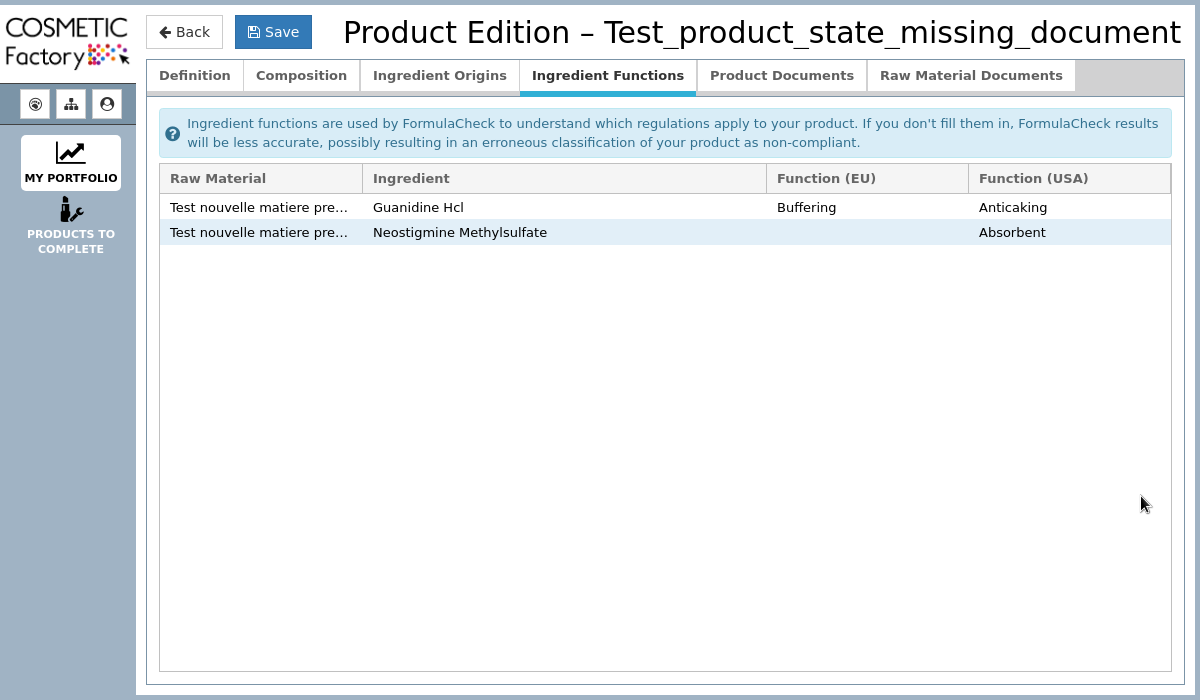 COSMETIC
Factory
Back
Save
Product Edition – Test_product_state_missing_document
Definition
Composition
Ingredient Origins
Ingredient Functions
Product Documents
Raw Material Documents
MY PORTFOLIO
PRODUCTS TO
COMPLETE
Ingredient functions are used by FormulaCheck to understand which regulations apply to your product. If you don't fill them in, FormulaCheck results
will be less accurate, possibly resulting in an erroneous classification of your product as non-compliant.
Raw Material Ingredient Function (EU) Function (USA)
Test nouvelle matiere pre... Guanidine Hcl Buffering Anticaking
Test nouvelle matiere pre... Neostigmine Methylsulfate Absorbent